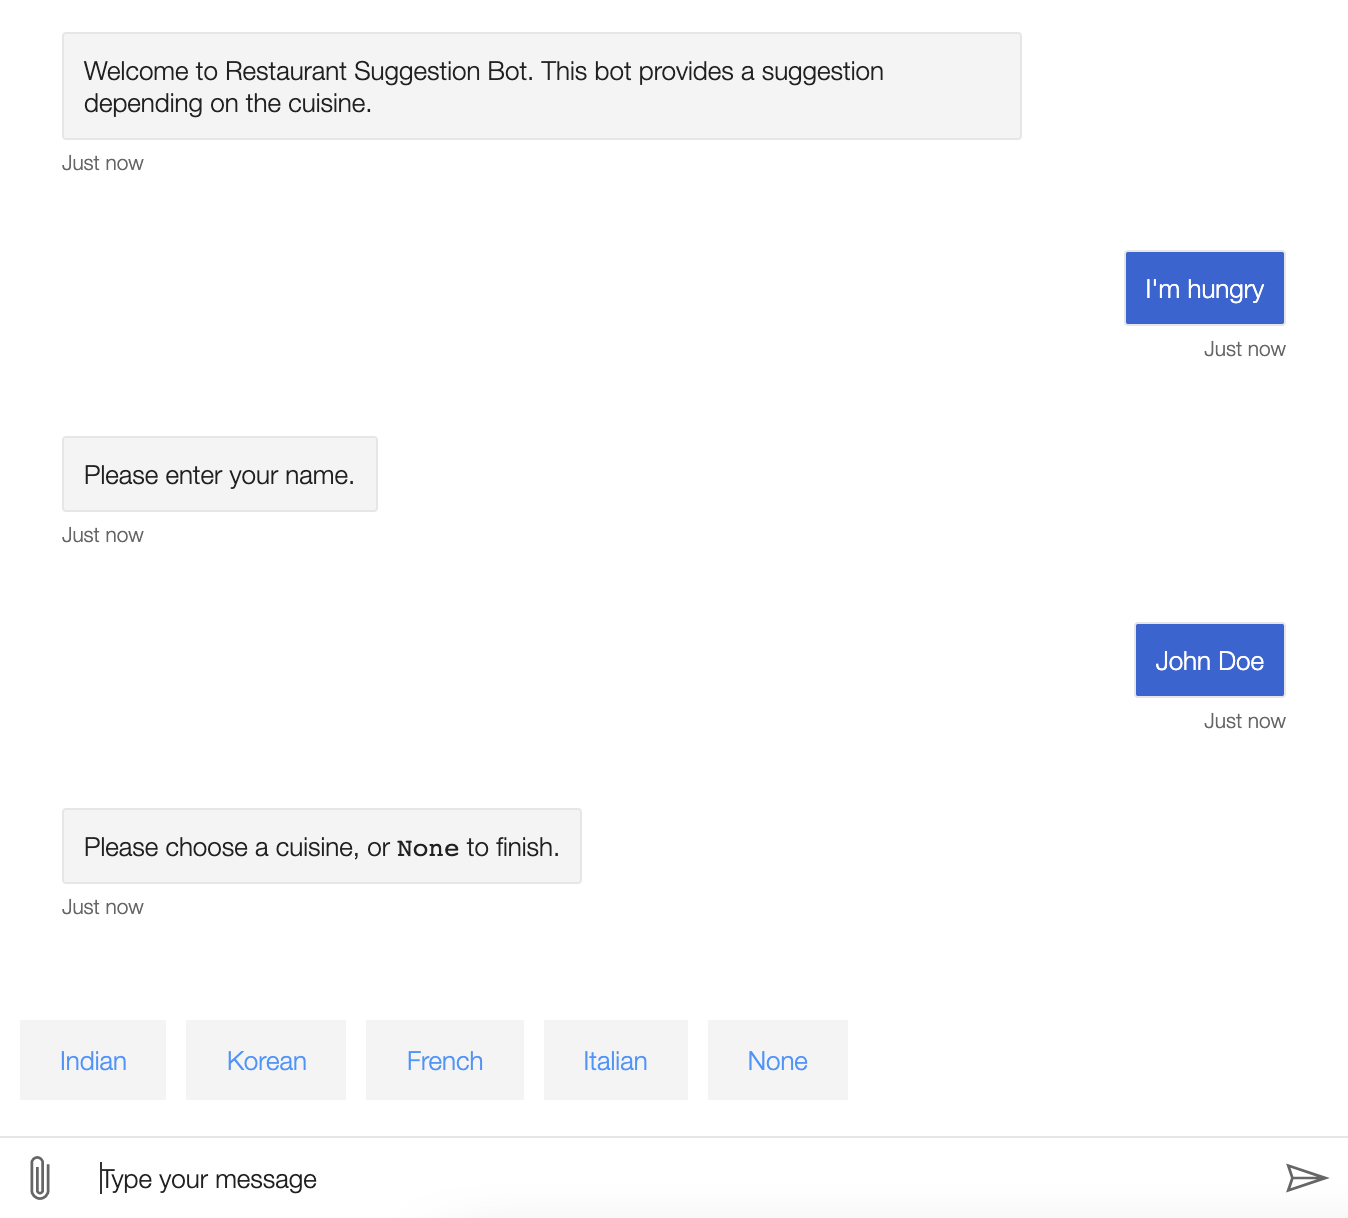 Welcome to Restaurant Suggestion Bot. This bot provides a suggestion
depending on the cuisine.
Just now
I'm hungry
Just now
Please enter your name.
Just now
John Doe
Just now
Please choose a cuisine, or None to finish.
Just now
Indian Korean French Italian None
Type your message